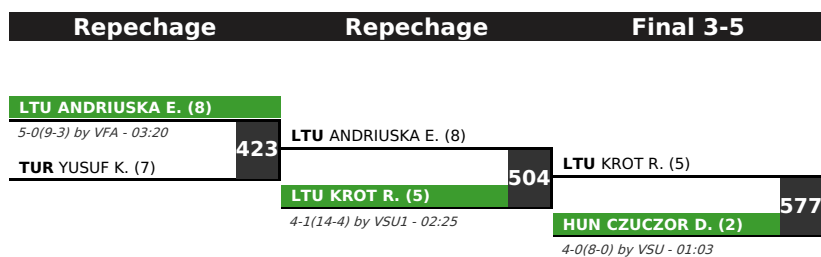 Repechage Repechage Final 3-5
LTU ANDRIUSKA E. (8)
5-0(9-3) by VFA - 03:20
TUR YUSUF K. (7)
423
LTU ANDRIUSKA E. (8)
LTU KROT R. (5)
4-1(14-4) by VSU1 - 02:25
504
LTU KROT R. (5)
HUN CZUCZOR D. (2)
4-0(8-0) by VSU - 01:03
577